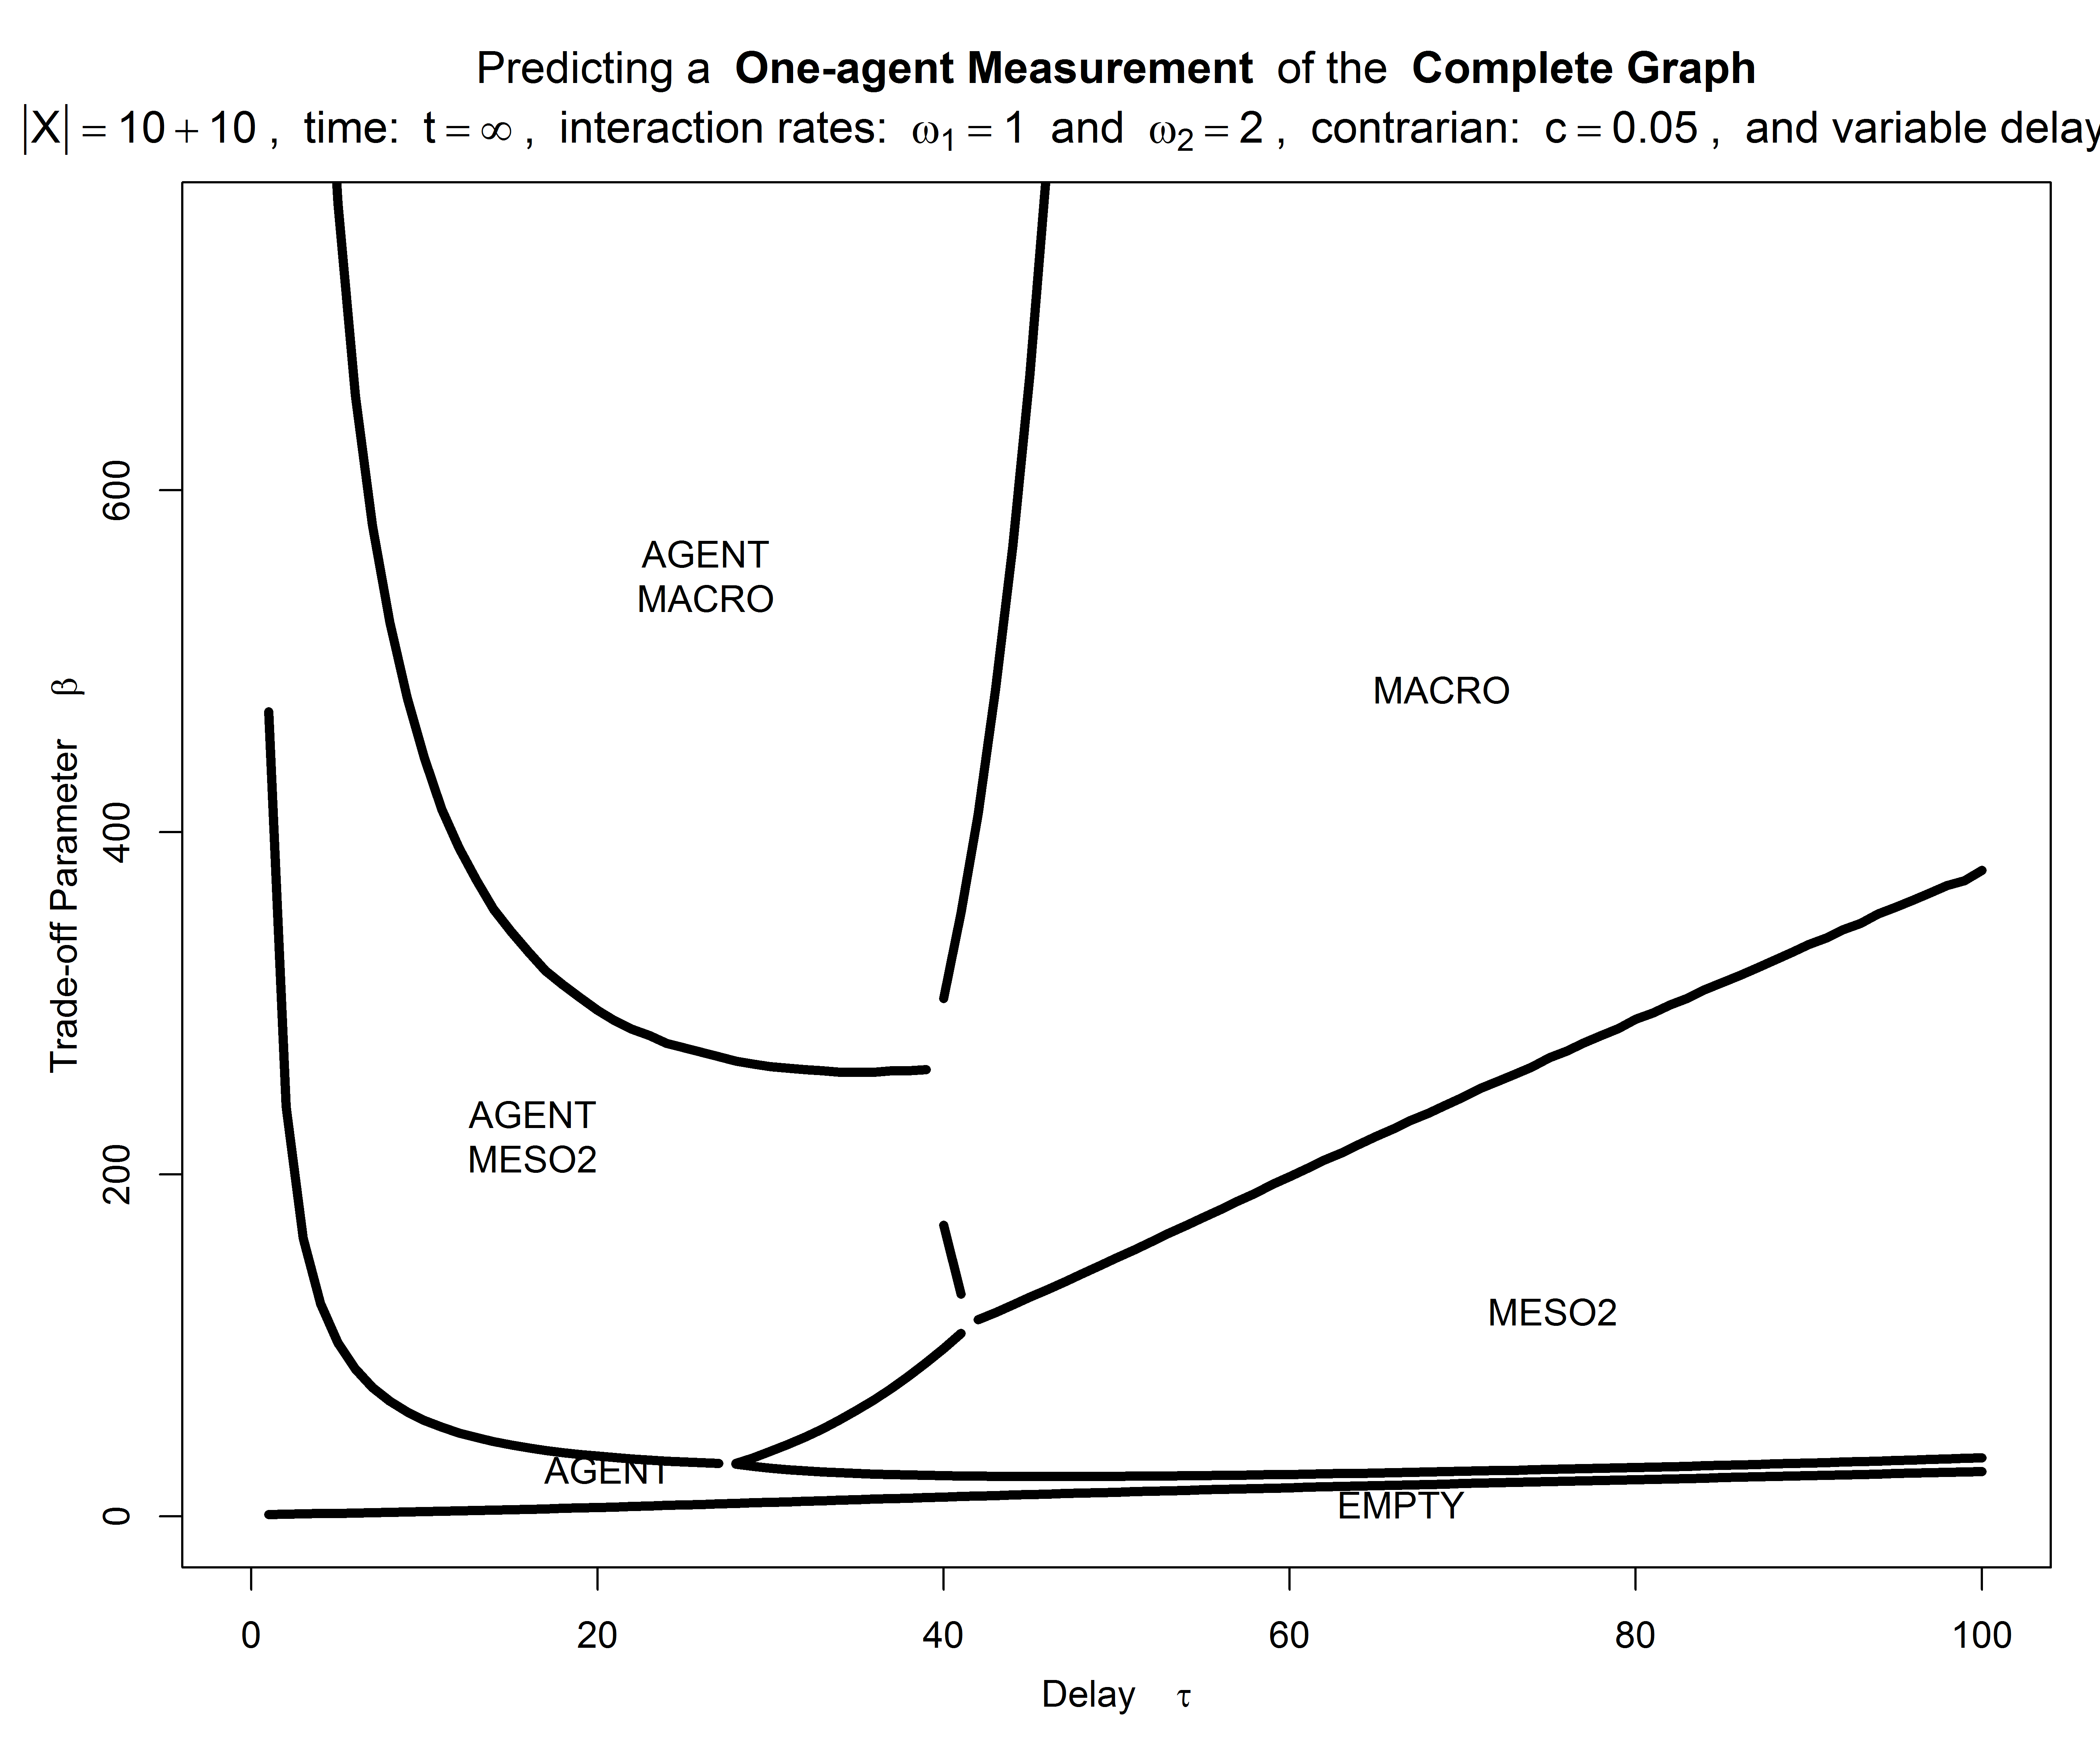 Predicting a One-agent Measurement of the Complete Graph
|X| = 10 + 10 , time: t = ∞ , interaction rates: ω1 = 1 and ω2 = 2 , contrarian: c = 0.05 , and variable delay
600
400
200
0
Trade-off Parameter β
AGENT
MACRO
MACRO
AGENT
MESO2
MESO2
AGENT
EMPTY
0 20 40 60 80 100
Delay τ